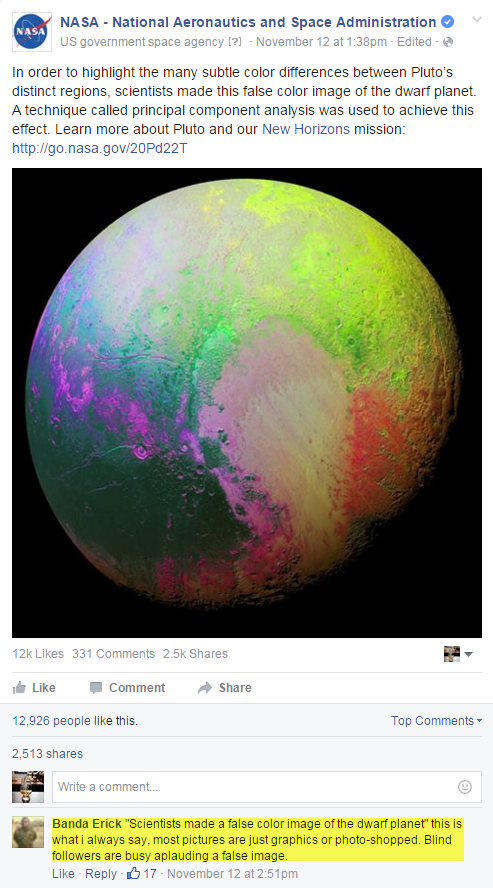 NASA
NASA - National Aeronautics and Space Administration
US government space agency [?] · November 12 at 1:38pm · Edited ·
In order to highlight the many subtle color differences between Pluto's
distinct regions, scientists made this false color image of the dwarf planet.
A technique called principal component analysis was used to achieve this
effect. Learn more about Pluto and our New Horizons mission:
http://go.nasa.gov/20Pd22T
12k Likes 331 Comments 2.5k Shares
Like Comment Share
12,926 people like this. Top Comments
2,513 shares
Write a comment...
Banda Erick "Scientists made a false color image of the dwarf planet" this is
what i always say, most pictures are just graphics or photo-shopped. Blind
followers are busy aplauding a false image.
Like · Reply · 17 · November 12 at 2:51pm